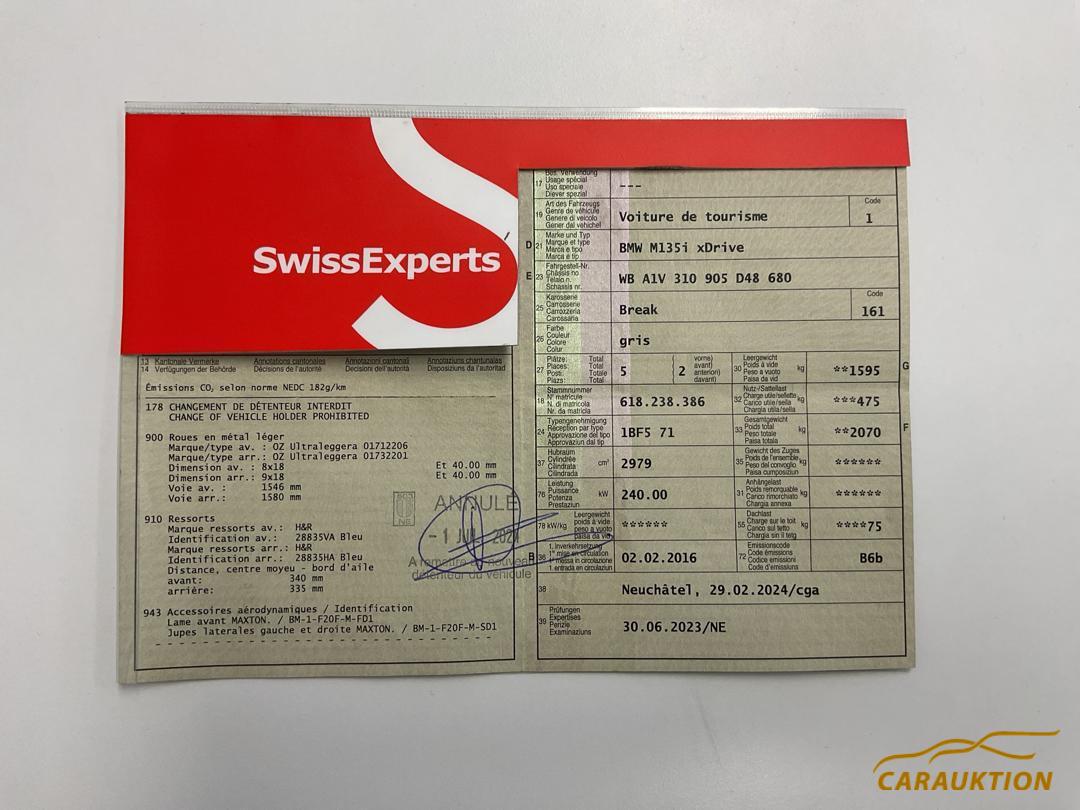 SwissExperts
13 Kantonale Vermerke Annotations cantonales Annotazioni cantonali Annotaziuns chantunalas
14 Verfügungen der Behörde Décisions de l'autorité Decisioni dell'autorità Disposiziuns da l'autoritad
Émissions CO₂ selon norme NEDC 182g/km
178 CHANGEMENT DE DÉTENTEUR INTERDIT
CHANGE OF VEHICLE HOLDER PROHIBITED
900 Roues en métal léger
Marque/type av. : OZ Ultraleggera 01712206
Marque/type arr.: OZ Ultraleggera 01732201
Dimension av. : 8x18 Et 40.00 mm
Dimension arr.: 9x18 Et 40.00 mm
Voie av.: 1546 mm
Voie arr.: 1580 mm
910 Ressorts
Marque ressorts av.: H&R
Identification av.: 28835VA Bleu
Marque ressorts arr.: H&R
Identification arr.: 28835HA Bleu
Distance, centre moyeu - bord d'aile
avant: 340 mm
arrière: 335 mm
943 Accessoires aérodynamiques / Identification
Lame avant MAXTON. / BM-1-F20F-M-FD1
Jupes laterales gauche et droite MAXTON. / BM-1-F20F-M-SD1
ANNULÉ
- 1 JUIL 2024
A remettre au nouveau
détenteur du véhicule
17 Bes. Verwendung
Usage spécial
Uso speciale
Diever spezial
---
19 Art des Fahrzeugs
Genre de véhicule
Genere di veicolo
Gener dal vehichel
Voiture de tourisme
Code
1
D 21 Marke und Typ
Marque et type
Marca e tipo
Marca e tip
BMW M135i xDrive
E 23 Fahrgestell-Nr.
Châssis no
Telaio n.
Schassis nr.
WB A1V 310 905 D48 680
25 Karosserie
Carrosserie
Carrozzeria
Carossaria
Break
Code
161
26 Farbe
Couleur
Colore
Colur
gris
27 Plätze: Total
Places: Total
Posti: Totale
Plazs: Total
5
2
vorne)
avant)
anteriori)
davant)
30 Leergewicht
Poids à vide
Peso a vuoto
Paisa da vid
kg
**1595
G
18 Stammnummer
N° matricule
N. di matricola
Nr. da matricla
618.238.386
32 Nutz-/Sattellast
Charge utile/sellette
Carico utile/sella
Chargia utila/sella
kg
***475
24 Typengenehmigung
Réception par type
Approvazione del tipo
Approvaziun dal tip
1BF5 71
33 Gesamtgewicht
Poids total
Peso totale
Paisa totala
kg
**2070
F
37 Hubraum
Cylindrée
Cilindrata
Cilindrada
cm³
2979
35 Gewicht des Zuges
Poids de l'ensemble
Peso del convoglio
Paisa cumposiziun
kg
******
76 Leistung
Puissance
Potenza
Prestaziun
kW
240.00
31 Anhängelast
Poids remorquable
Carico rimorchiato
Chargia annexa
kg
******
78 kW/kg
Leergewicht
poids à vide
peso a vuoto
paisa da vid
******
55 Dachlast
Charge sur le toit
Carico sul tetto
Chargia sin il tetg
kg
****75
B 36 1. Inverkehrsetzung
1re mise en circulation
1a messa in circolazione
1. entrada en circulaziun
02.02.2016
72 Emissionscode
Code émissions
Codice emissioni
Code d'emissiuns
B6b
38
Neuchâtel, 29.02.2024/cga
39 Prüfungen
Expertises
Perizie
Examinaziuns
30.06.2023/NE
CARAUKTION